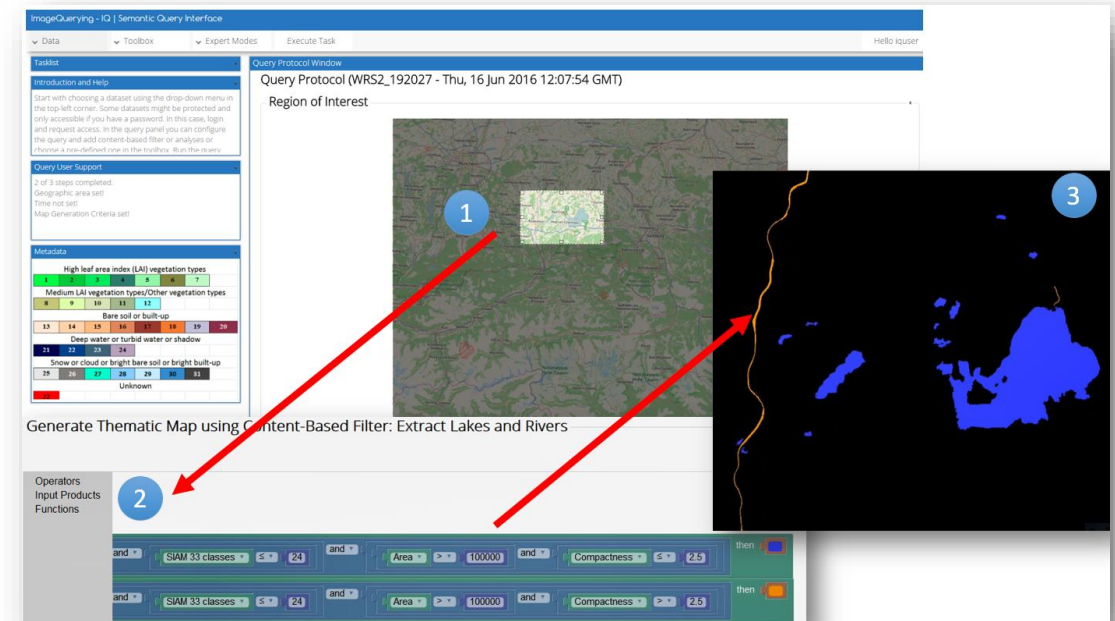 ImageQuerying - IQ | Semantic Query Interface
Data Toolbox Expert Modes Execute Task Hello iquser
Tasklist
Introduction and Help
Start with choosing a dataset using the drop-down menu in
the top-left corner. Some datasets might be protected and
only accessible if you have a password. In this case, login
and request access. In the query panel you can configure
the query and add content-based filter or analyses or
choose a pre-defined one in the toolbox. Run the query
Query User Support
2 of 3 steps completed.
Geographic area set!
Time not set!
Map Generation Criteria set!
Metadata
High leaf area index (LAI) vegetation types
1 2 3 4 5 6 7
Medium LAI vegetation types/Other vegetation types
8 9 10 11 12
Bare soil or built-up
13 14 15 16 17 18 19 20
Deep water or turbid water or shadow
21 22 23 24
Snow or cloud or bright bare soil or bright built-up
25 26 27 28 29 30 31
Unknown
Query Protocol Window
Query Protocol (WRS2_192027 - Thu, 16 Jun 2016 12:07:54 GMT)
Region of Interest
1
3
Generate Thematic Map using Content-Based Filter: Extract Lakes and Rivers
Operators
Input Products
Functions
2
and SIAM 33 classes ≤ 24 and Area > 100000 and Compactness ≤ 2.5 then
and SIAM 33 classes ≤ 24 and Area > 100000 and Compactness > 2.5 then